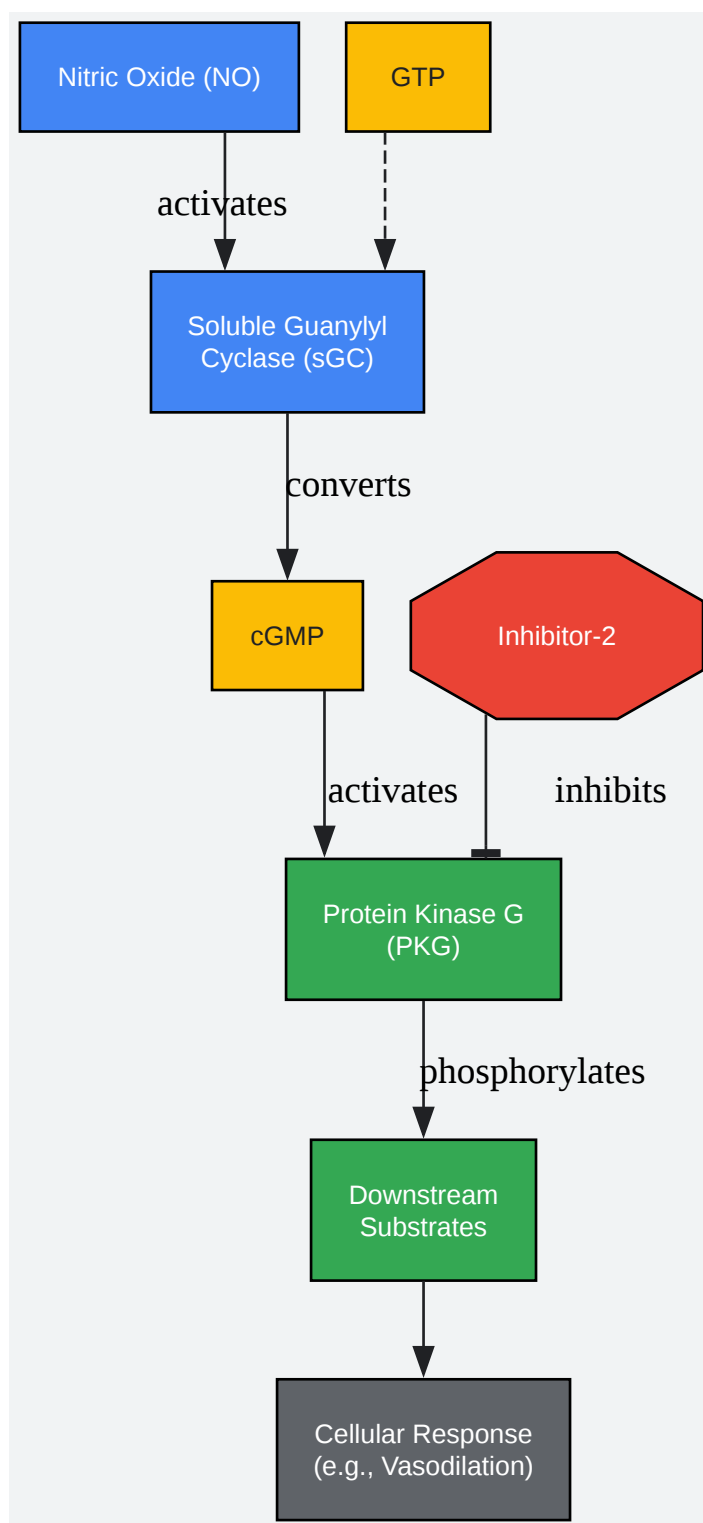 Nitric Oxide (NO)
GTP
activates
Soluble Guanylyl
Cyclase (sGC)
converts
cGMP
Inhibitor-2
activates
inhibits
Protein Kinase G
(PKG)
phosphorylates
Downstream
Substrates
Cellular Response
(e.g., Vasodilation)